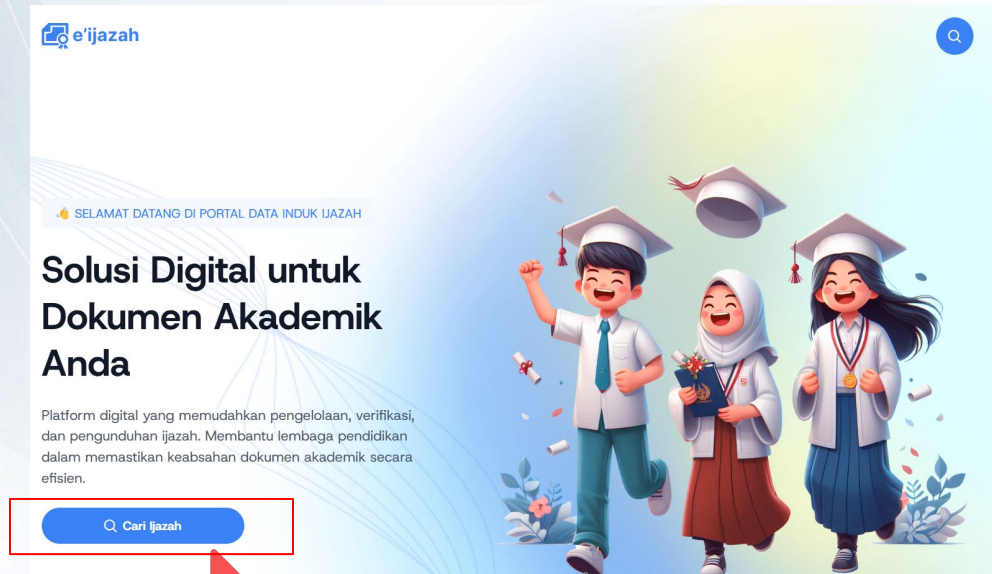 e'ijazah
👋 SELAMAT DATANG DI PORTAL DATA INDUK IJAZAH
Solusi Digital untuk
Dokumen Akademik
Anda
Platform digital yang memudahkan pengelolaan, verifikasi,
dan pengunduhan ijazah. Membantu lembaga pendidikan
dalam memastikan keabsahan dokumen akademik secara
efisien.
Cari Ijazah